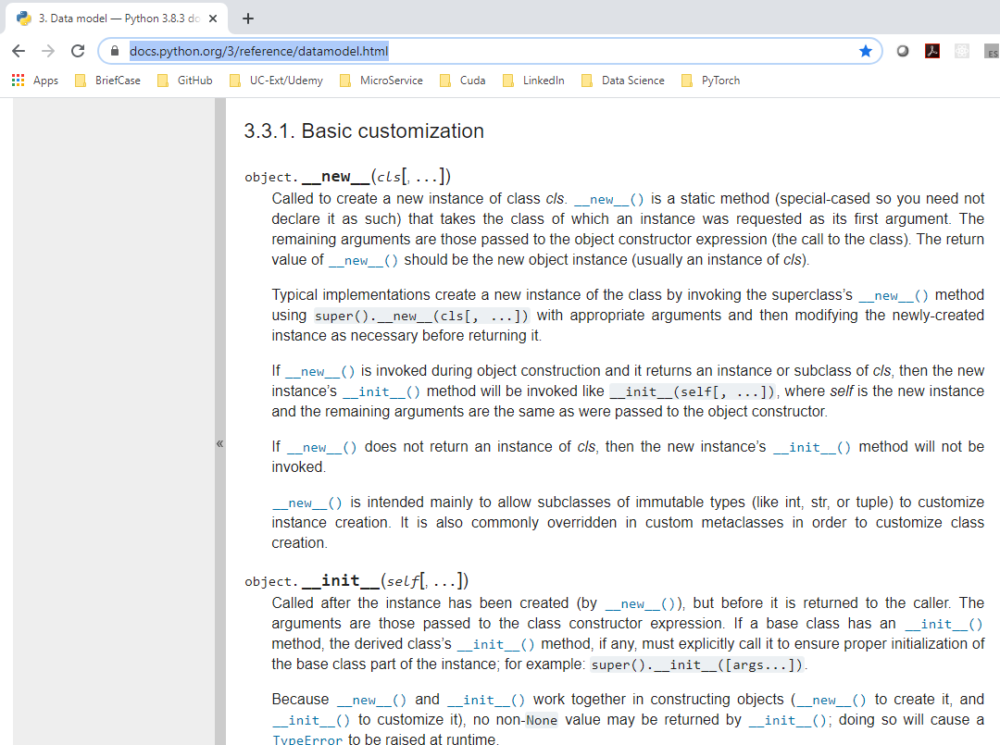 3. Data model — Python 3.8.3 do
docs.python.org/3/reference/datamodel.html
ES
Apps BriefCase GitHub UC-Ext/Udemy MicroService Cuda LinkedIn Data Science PyTorch
3.3.1. Basic customization
object.__new__(cls[, ...])
Called to create a new instance of class cls. __new__() is a static method (special-cased so you need not
declare it as such) that takes the class of which an instance was requested as its first argument. The
remaining arguments are those passed to the object constructor expression (the call to the class). The return
value of __new__() should be the new object instance (usually an instance of cls).
Typical implementations create a new instance of the class by invoking the superclass’s __new__() method
using super().__new__(cls[, ...]) with appropriate arguments and then modifying the newly-created
instance as necessary before returning it.
If __new__() is invoked during object construction and it returns an instance or subclass of cls, then the new
instance’s __init__() method will be invoked like __init__(self[, ...]), where self is the new instance
and the remaining arguments are the same as were passed to the object constructor.
«
If __new__() does not return an instance of cls, then the new instance’s __init__() method will not be
invoked.
__new__() is intended mainly to allow subclasses of immutable types (like int, str, or tuple) to customize
instance creation. It is also commonly overridden in custom metaclasses in order to customize class
creation.
object.__init__(self[, ...])
Called after the instance has been created (by __new__()), but before it is returned to the caller. The
arguments are those passed to the class constructor expression. If a base class has an __init__()
method, the derived class’s __init__() method, if any, must explicitly call it to ensure proper initialization of
the base class part of the instance; for example: super().__init__([args...]).
Because __new__() and __init__() work together in constructing objects (__new__() to create it, and
__init__() to customize it), no non-None value may be returned by __init__(); doing so will cause a
TypeError to be raised at runtime.